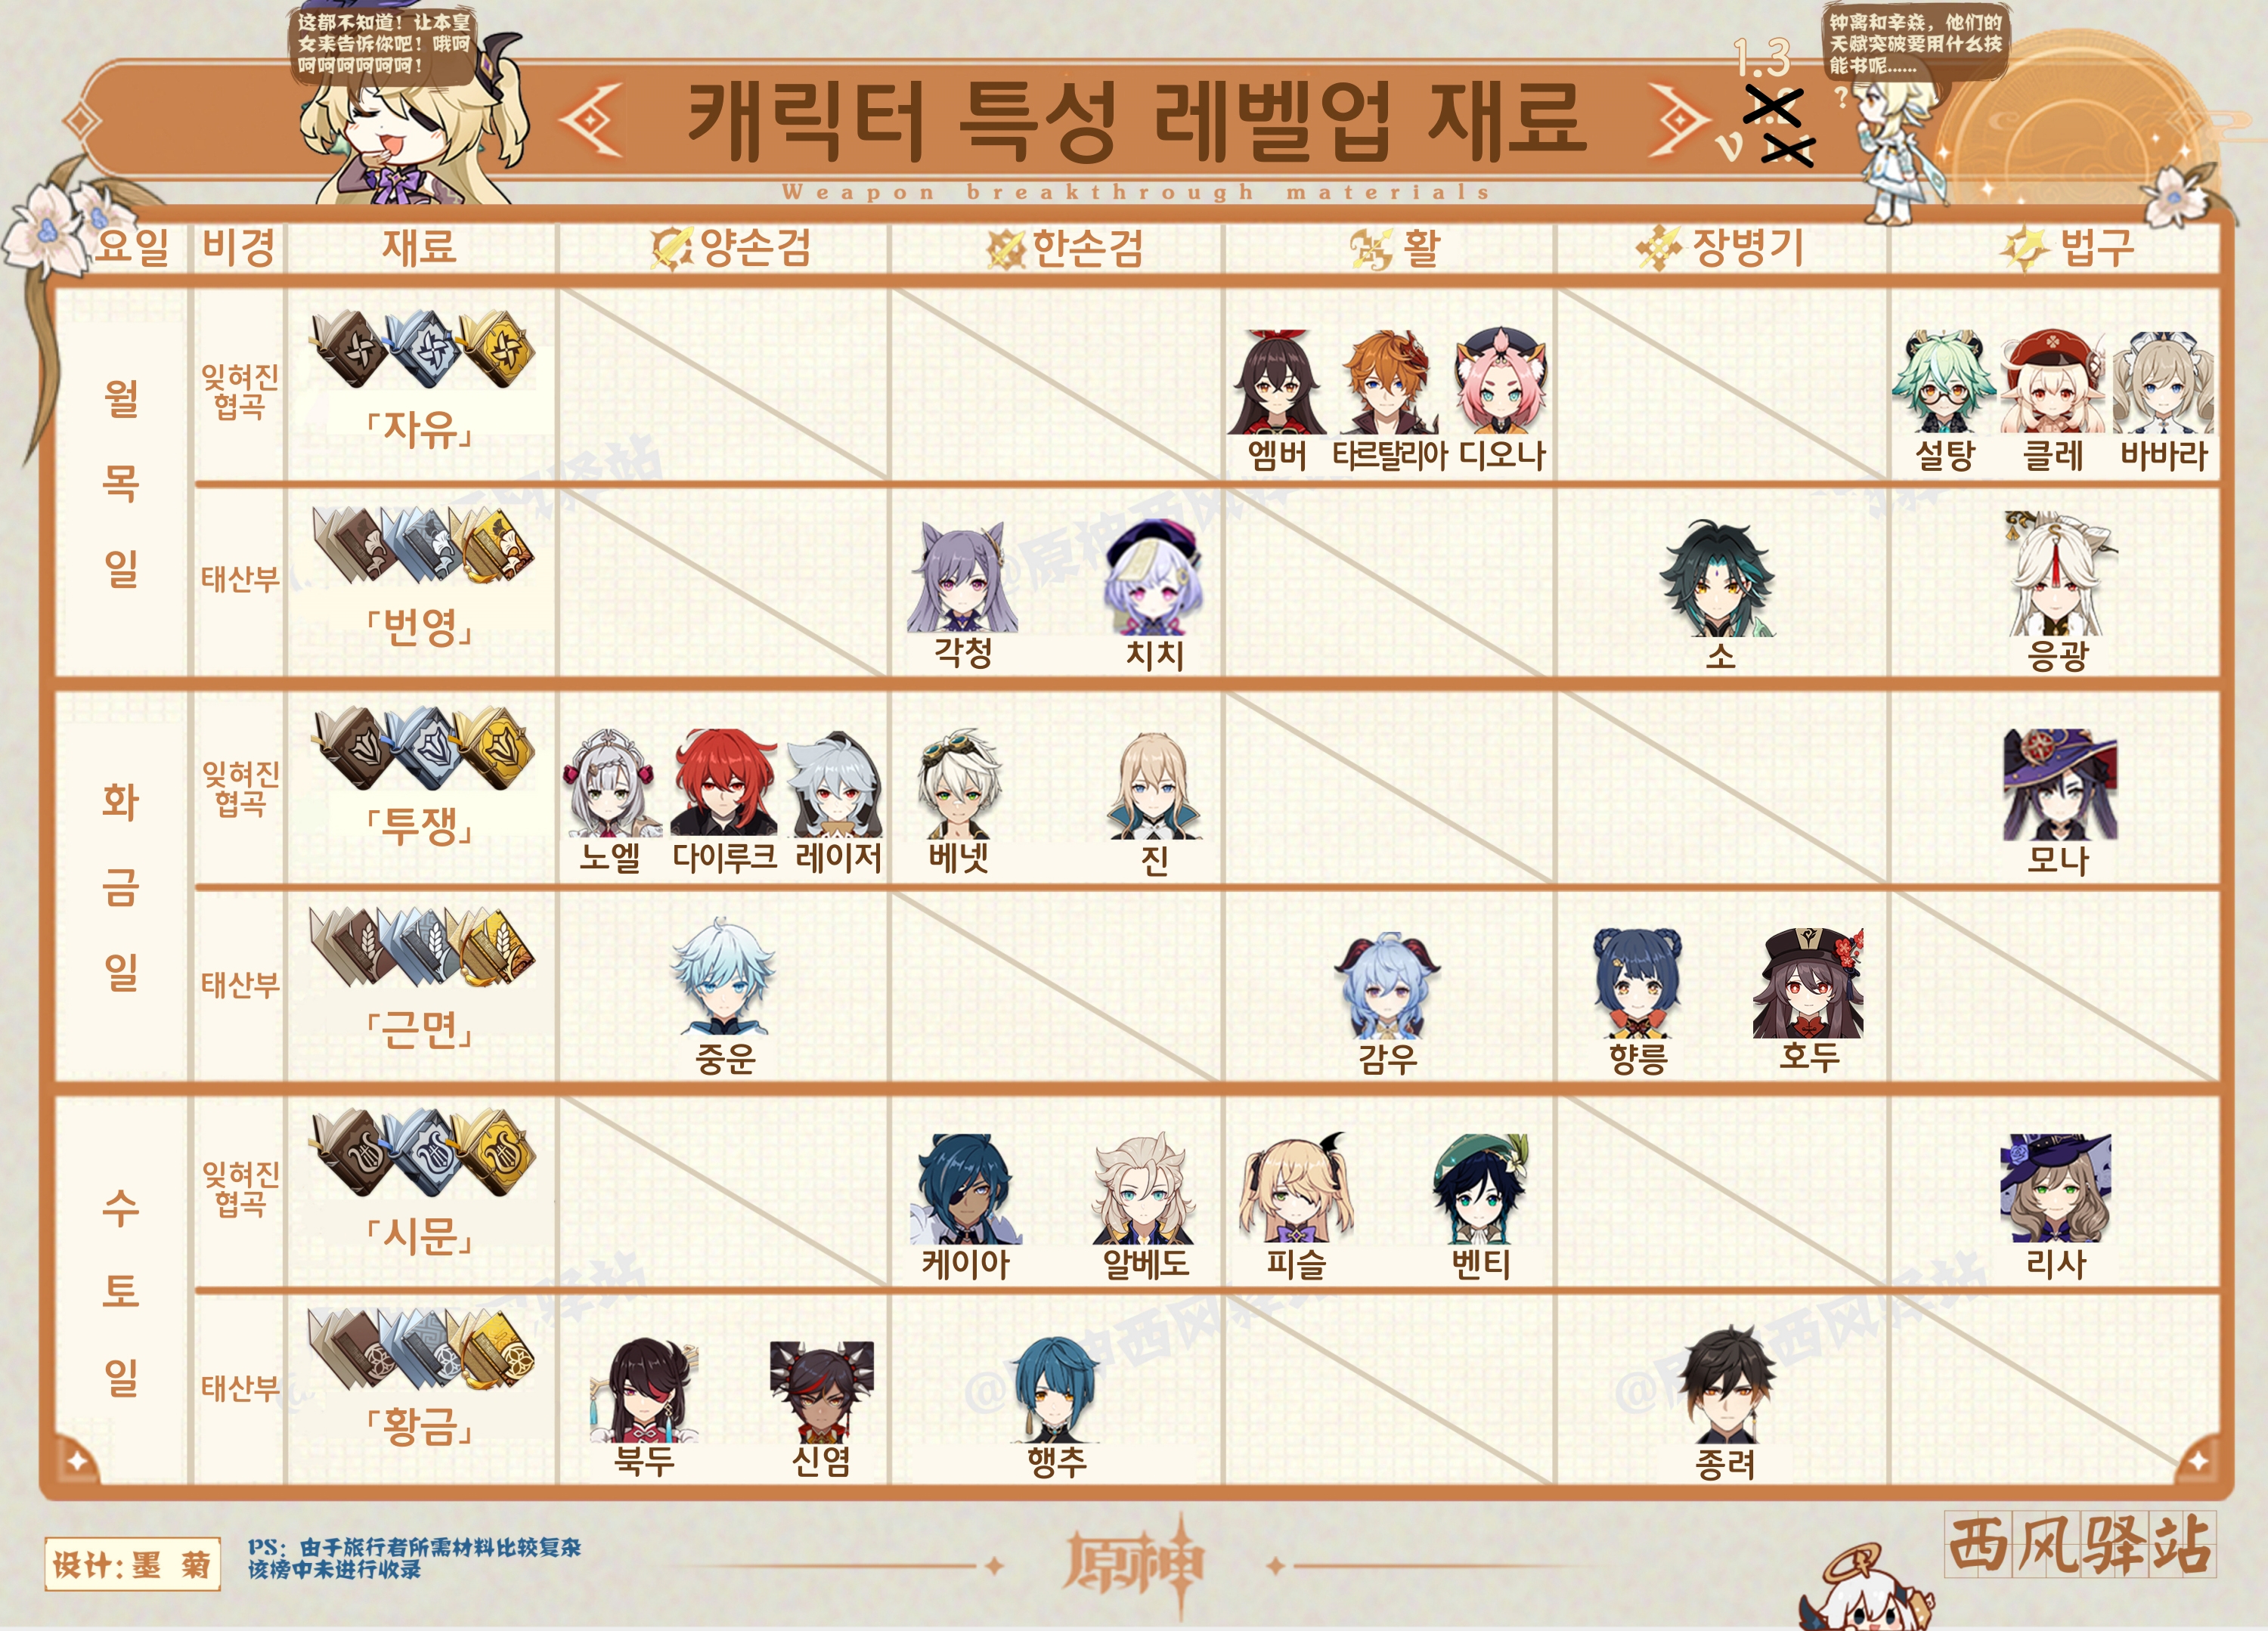 这都不知道！让本皇
女来告诉你吧！哦呵
呵呵呵呵呵呵！
캐릭터 특성 레벨업 재료
1.3
v
钟离和辛焱，他们的
天赋突破要用什么技
能书呢……
?
Weapon breakthrough materials
요일 비경 재료 양손검 한손검 활 장병기 법구
월
목
일
잊혀진
협곡
「자유」
엠버 타르탈리아 디오나
설탕 클레 바바라
태산부
「번영」
각청 치치
소
응광
화
금
일
잊혀진
협곡
「투쟁」
노엘 다이루크 레이저
베넷 진
모나
태산부
「근면」
중운
감우
향릉 호두
수
토
일
잊혀진
협곡
「시문」
케이아 알베도
피슬 벤티
리사
태산부
「황금」
북두 신염
행추
종려
设计：墨 菊
PS：由于旅行者所需材料比较复杂
该榜中未进行收录
原神
西风驿站